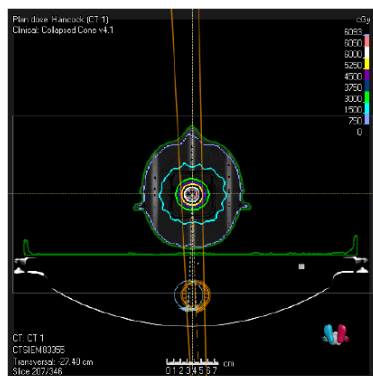 Plan dose: Hancock (CT 1)
Clinical: Collapsed Cone v4.1
cGy
6093
6050
6000
5250
4500
3750
3000
1500
750
0
CT: CT 1
CTSIEM83355
Transversal: -27.40 cm
Slice 207/346
cm
0 1 2 3 4 5 6 7